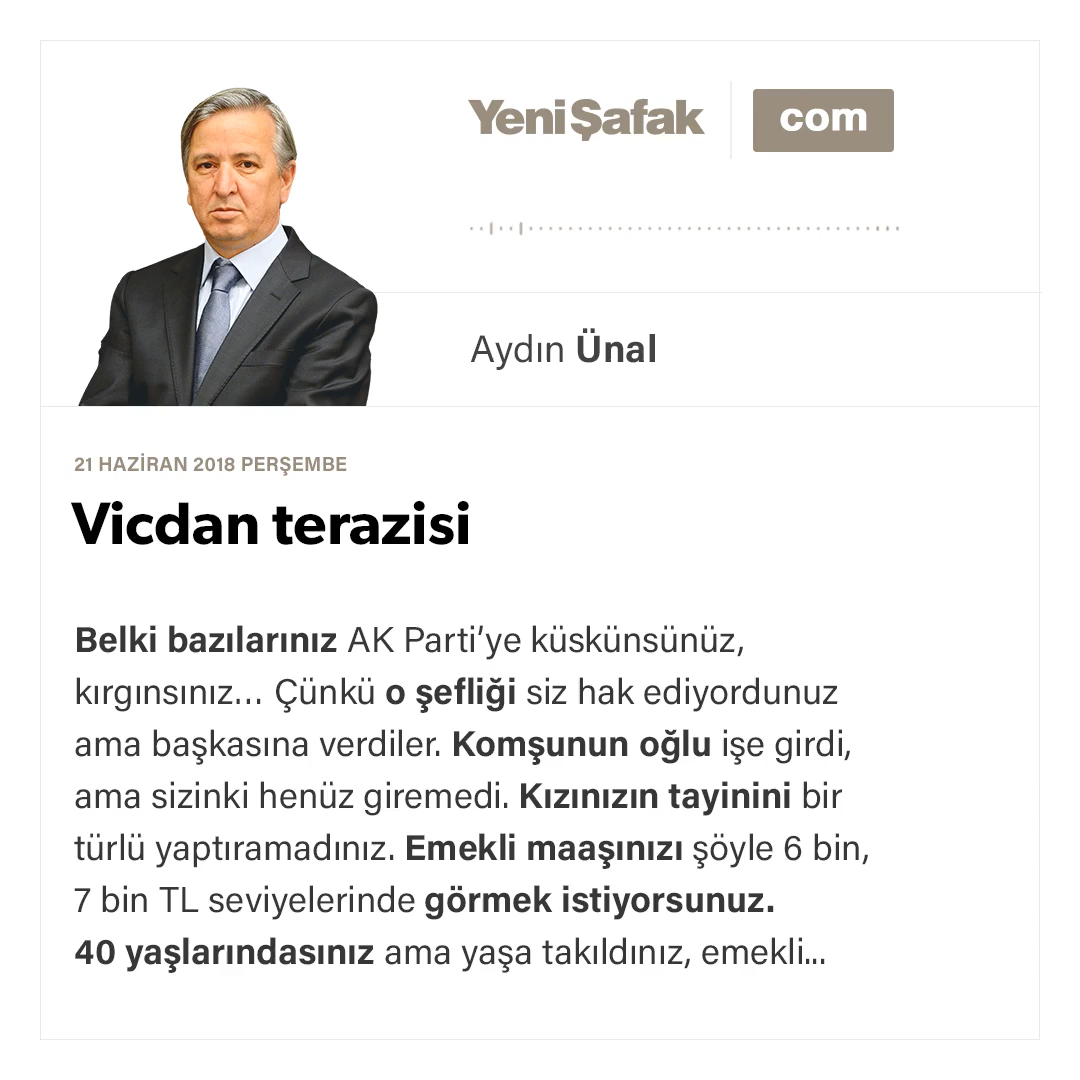 YeniŞafak com
Aydın Ünal
21 HAZİRAN 2018 PERŞEMBE
Vicdan terazisi
Belki bazılarınız AK Parti’ye küskünsünüz,
kırgınsınız... Çünkü o şefliği siz hak ediyordunuz
ama başkasına verdiler. Komşunun oğlu işe girdi,
ama sizinki henüz giremedi. Kızınızın tayinini bir
türlü yaptıramadınız. Emekli maaşınızı şöyle 6 bin,
7 bin TL seviyelerinde görmek istiyorsunuz.
40 yaşlarındasınız ama yaşa takıldınız, emekli...